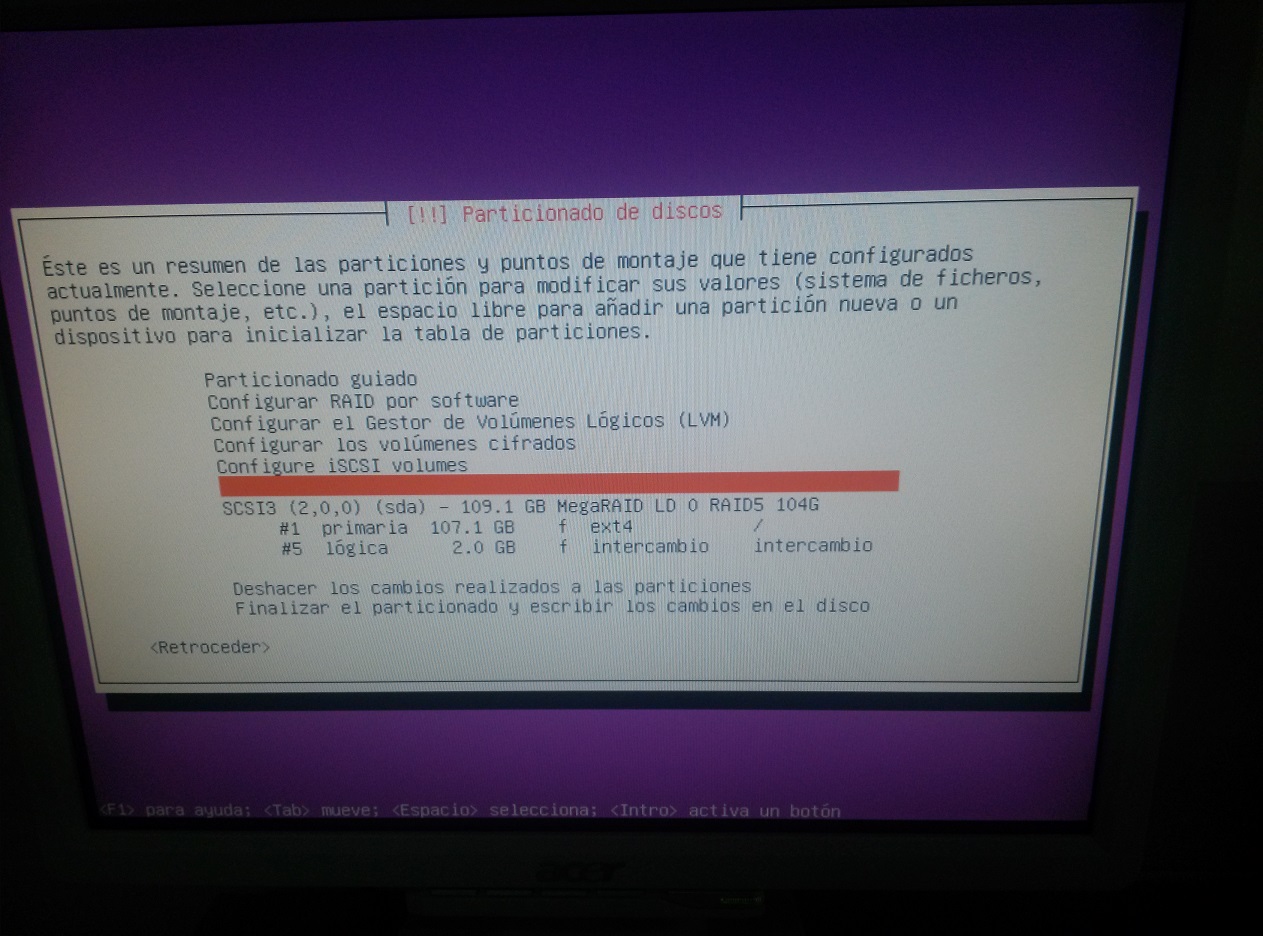 [!!] Particionado de discos
Éste es un resumen de las particiones y puntos de montaje que tiene configurados
actualmente. Seleccione una partición para modificar sus valores (sistema de ficheros,
puntos de montaje, etc.), el espacio libre para añadir una partición nueva o un
dispositivo para inicializar la tabla de particiones.
Particionado guiado
Configurar RAID por software
Configurar el Gestor de Volúmenes Lógicos (LVM)
Configurar los volúmenes cifrados
Configure iSCSI volumes
SCSI3 (2,0,0) (sda) - 109.1 GB MegaRAID LD 0 RAID5 104G
#1 primaria 107.1 GB f ext4 /
#5 lógica 2.0 GB f intercambio intercambio
Deshacer los cambios realizados a las particiones
Finalizar el particionado y escribir los cambios en el disco
<Retroceder>
<F1> para ayuda; <Tab> mueve; <Espacio> selecciona; <Intro> activa un botón
acer